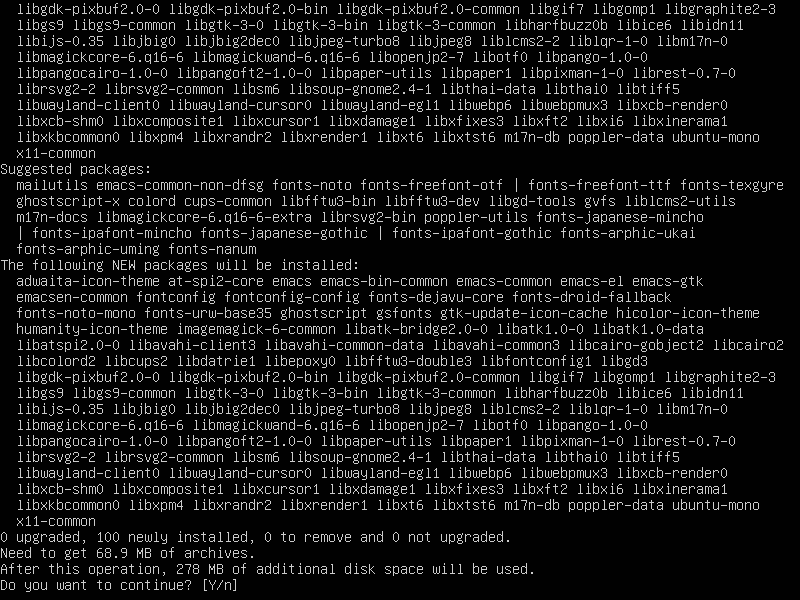 libgdk-pixbuf2.0-0 libgdk-pixbuf2.0-bin libgdk-pixbuf2.0-common libgif7 libgomp1 libgraphite2-3
libgs9 libgs9-common libgtk-3-0 libgtk-3-bin libgtk-3-common libharfbuzz0b libice6 libidn11
libijs-0.35 libjbig0 libjbig2dec0 libjpeg-turbo8 libjpeg8 liblcms2-2 liblqr-1-0 libm17n-0
libmagickcore-6.q16-6 libmagickwand-6.q16-6 libopenjp2-7 libotf0 libpango-1.0-0
libpangocairo-1.0-0 libpangoft2-1.0-0 libpaper-utils libpaper1 libpixman-1-0 librest-0.7-0
librsvg2-2 librsvg2-common libsm6 libsoup-gnome2.4-1 libthai-data libthai0 libtiff5
libwayland-client0 libwayland-cursor0 libwayland-egl1 libwebp6 libwebpmux3 libxcb-render0
libxcb-shm0 libxcomposite1 libxcursor1 libxdamage1 libxfixes3 libxft2 libxi6 libxinerama1
libxkbcommon0 libxpm4 libxrandr2 libxrender1 libxt6 libxtst6 m17n-db poppler-data ubuntu-mono
x11-common
Suggested packages:
mailutils emacs-common-non-dfsg fonts-noto fonts-freefont-otf | fonts-freefont-ttf fonts-texgyre
ghostscript-x colord cups-common libfftw3-bin libfftw3-dev libgd-tools gvfs liblcms2-utils
m17n-docs libmagickcore-6.q16-6-extra librsvg2-bin poppler-utils fonts-japanese-mincho
| fonts-ipafont-mincho fonts-japanese-gothic | fonts-ipafont-gothic fonts-arphic-ukai
fonts-arphic-uming fonts-nanum
The following NEW packages will be installed:
adwaita-icon-theme at-spi2-core emacs emacs-bin-common emacs-common emacs-el emacs-gtk
emacsen-common fontconfig fontconfig-config fonts-dejavu-core fonts-droid-fallback
fonts-noto-mono fonts-urw-base35 ghostscript gsfonts gtk-update-icon-cache hicolor-icon-theme
humanity-icon-theme imagemagick-6-common libatk-bridge2.0-0 libatk1.0-0 libatk1.0-data
libatspi2.0-0 libavahi-client3 libavahi-common-data libavahi-common3 libcairo-gobject2 libcairo2
libcolord2 libcups2 libdatrie1 libepoxy0 libfftw3-double3 libfontconfig1 libgd3
libgdk-pixbuf2.0-0 libgdk-pixbuf2.0-bin libgdk-pixbuf2.0-common libgif7 libgomp1 libgraphite2-3
libgs9 libgs9-common libgtk-3-0 libgtk-3-bin libgtk-3-common libharfbuzz0b libice6 libidn11
libijs-0.35 libjbig0 libjbig2dec0 libjpeg-turbo8 libjpeg8 liblcms2-2 liblqr-1-0 libm17n-0
libmagickcore-6.q16-6 libmagickwand-6.q16-6 libopenjp2-7 libotf0 libpango-1.0-0
libpangocairo-1.0-0 libpangoft2-1.0-0 libpaper-utils libpaper1 libpixman-1-0 librest-0.7-0
librsvg2-2 librsvg2-common libsm6 libsoup-gnome2.4-1 libthai-data libthai0 libtiff5
libwayland-client0 libwayland-cursor0 libwayland-egl1 libwebp6 libwebpmux3 libxcb-render0
libxcb-shm0 libxcomposite1 libxcursor1 libxdamage1 libxfixes3 libxft2 libxi6 libxinerama1
libxkbcommon0 libxpm4 libxrandr2 libxrender1 libxt6 libxtst6 m17n-db poppler-data ubuntu-mono
x11-common
0 upgraded, 100 newly installed, 0 to remove and 0 not upgraded.
Need to get 68.9 MB of archives.
After this operation, 278 MB of additional disk space will be used.
Do you want to continue? [Y/n]